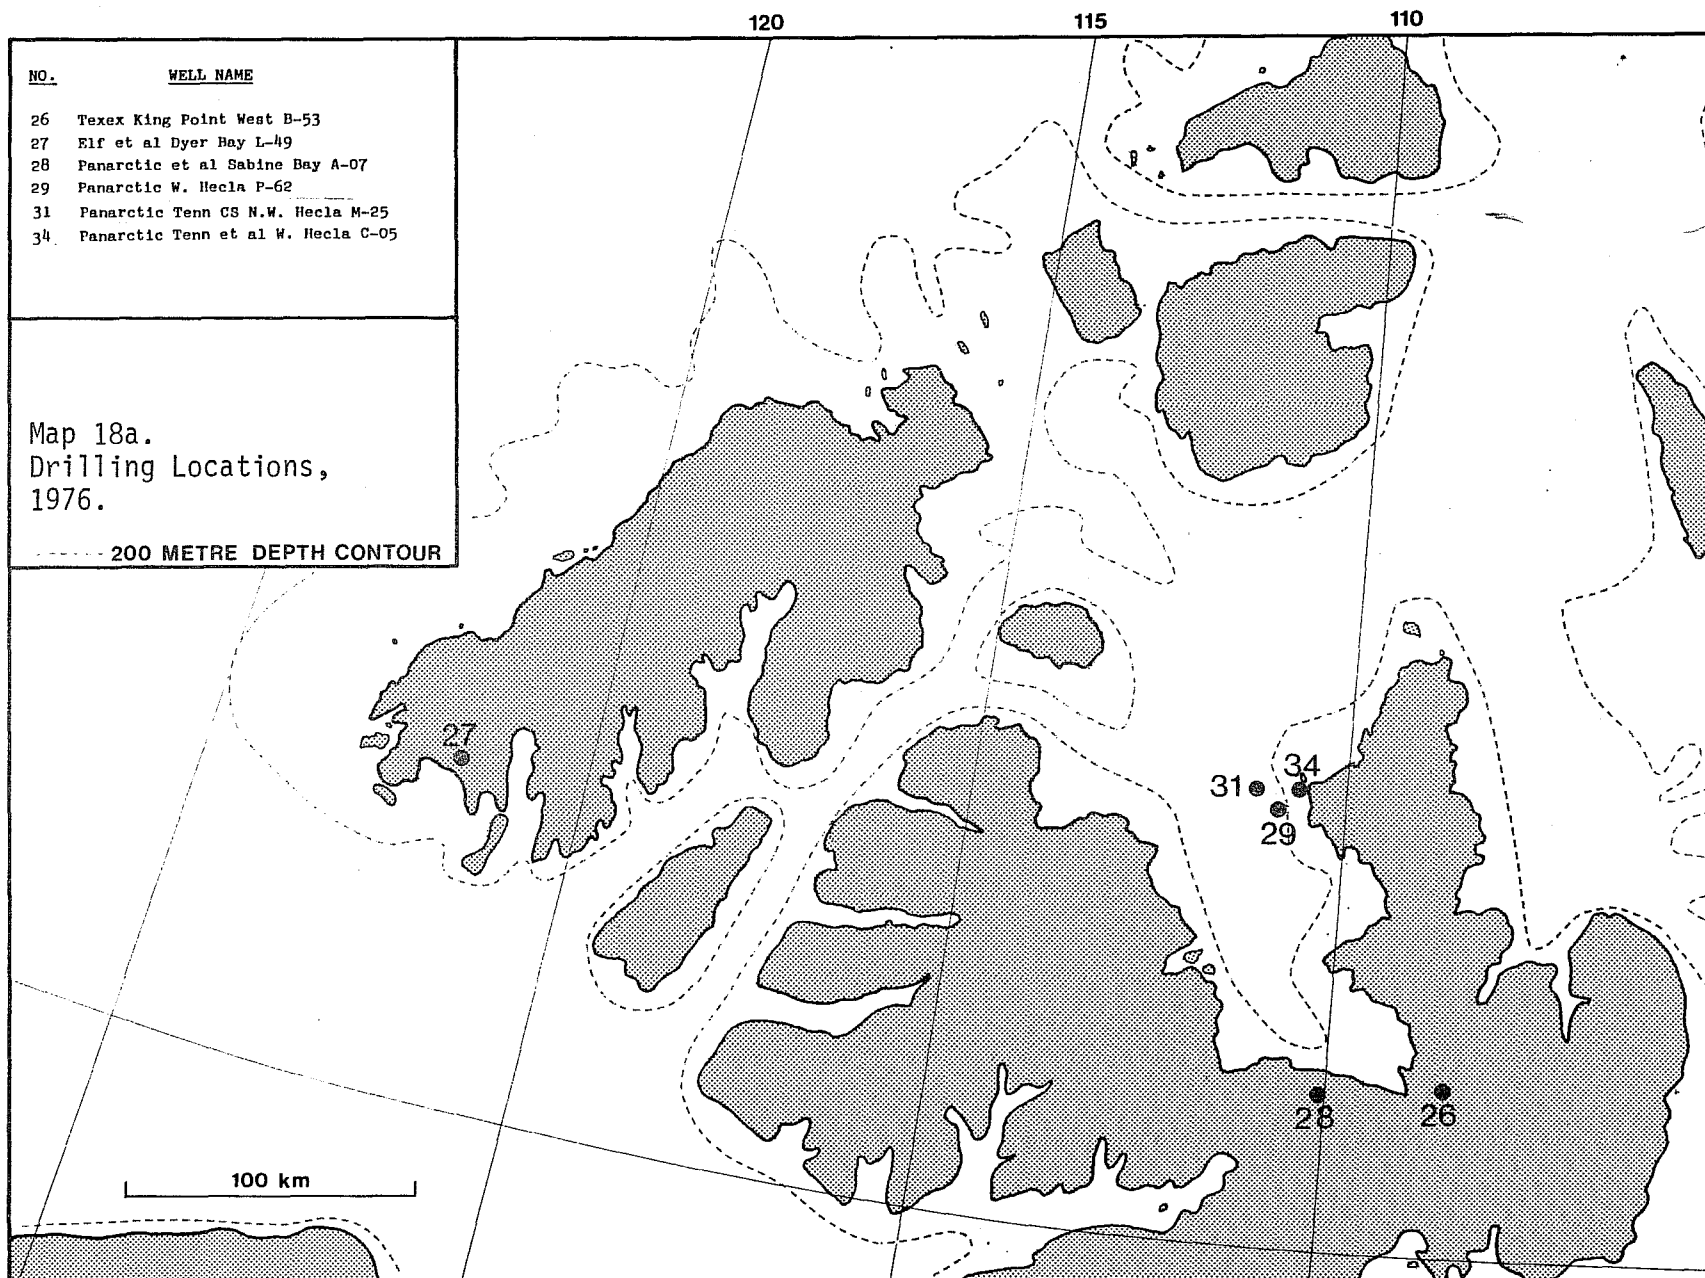 120 115 110
NO. WELL NAME
26 Texex King Point West B-53
27 Elf et al Dyer Bay L-49
28 Panarctic et al Sabine Bay A-07
29 Panarctic W. Hecla P-62
31 Panarctic Tenn CS N.W. Hecla M-25
34 Panarctic Tenn et al W. Hecla C-05
Map 18a.
Drilling Locations,
1976.
200 METRE DEPTH CONTOUR
27
34
31
29
28
26
100 km